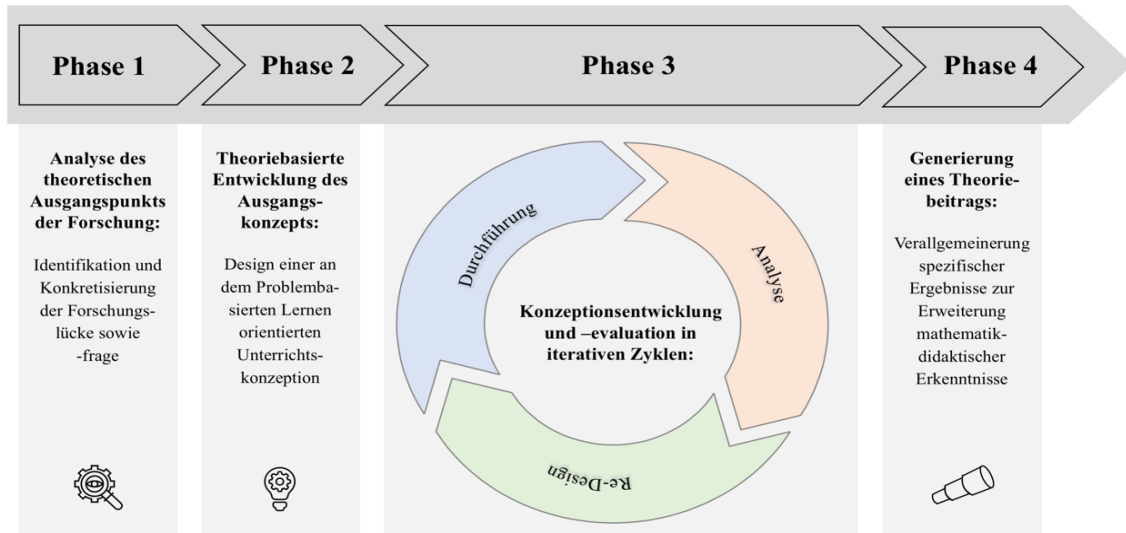 Phase 1
Phase 2
Phase 3
Phase 4
Analyse des
theoretischen
Ausgangspunkts
der Forschung:
Identifikation und
Konkretisierung
der Forschungs-
lücke sowie
-frage
Theoriebasierte
Entwicklung des
Ausgangs-
konzepts:
Design einer an
dem Problemba-
sierten Lernen
orientierten
Unterrichts-
konzeption
Durchführung
Analyse
Re-Design
Konzeptionsentwicklung
und –evaluation in
iterativen Zyklen:
Generierung
eines Theorie-
beitrags:
Verallgemeinerung
spezifischer
Ergebnisse zur
Erweiterung
mathematik-
didaktischer
Erkenntnisse